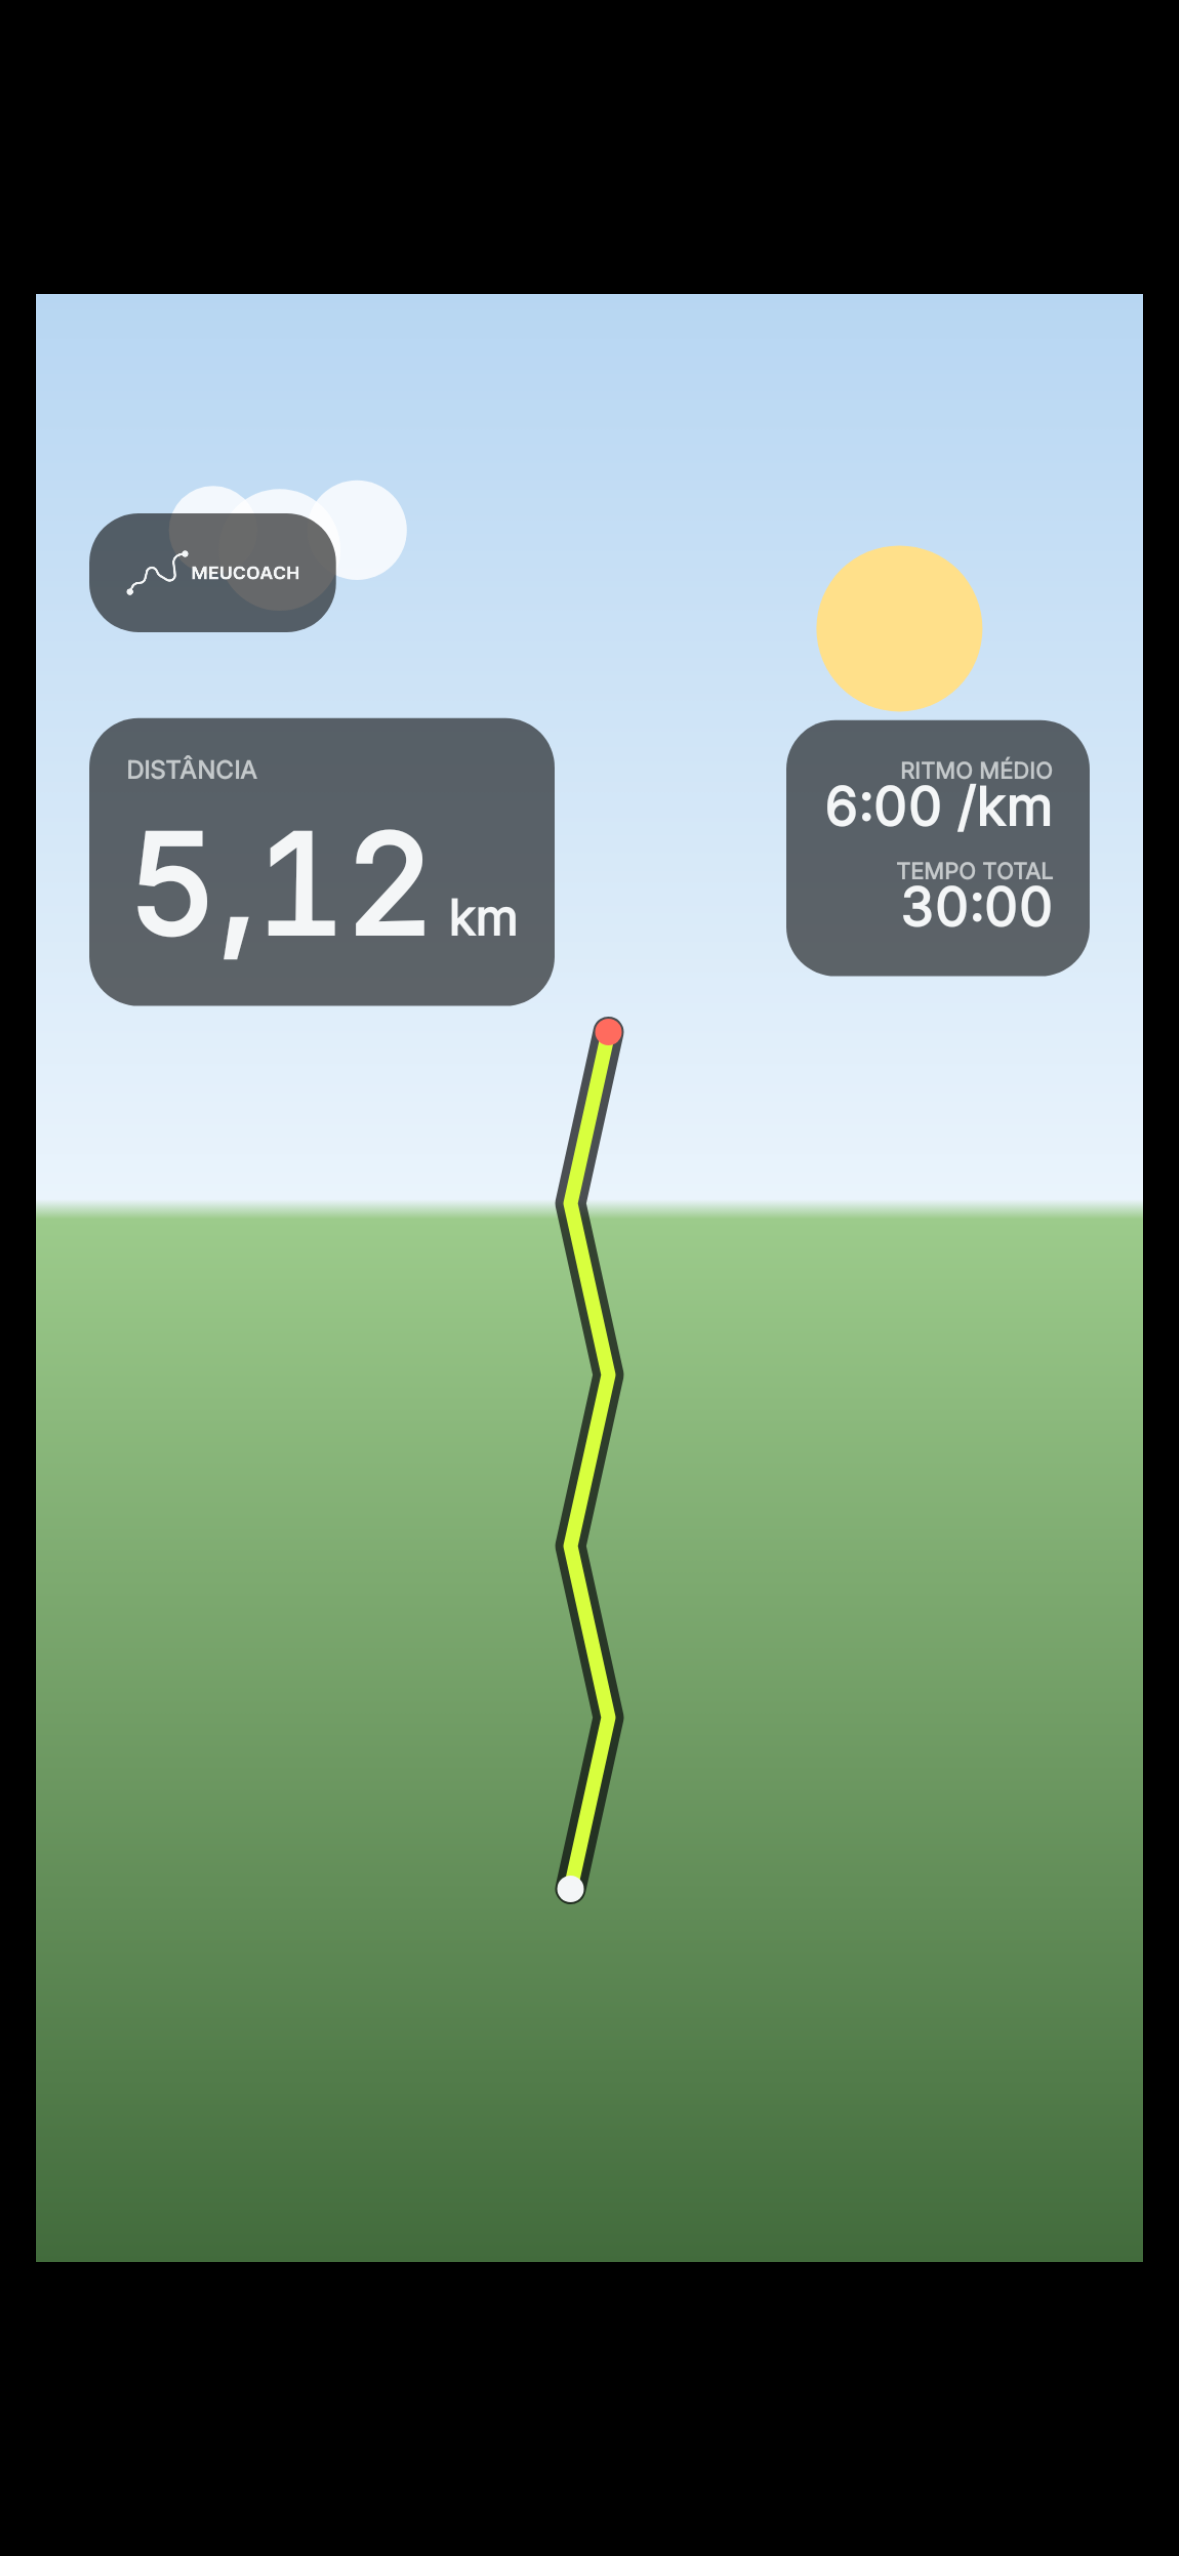 MEUCOACH
DISTÂNCIA
5,12 km
RITMO MÉDIO
6:00 /km
TEMPO TOTAL
30:00